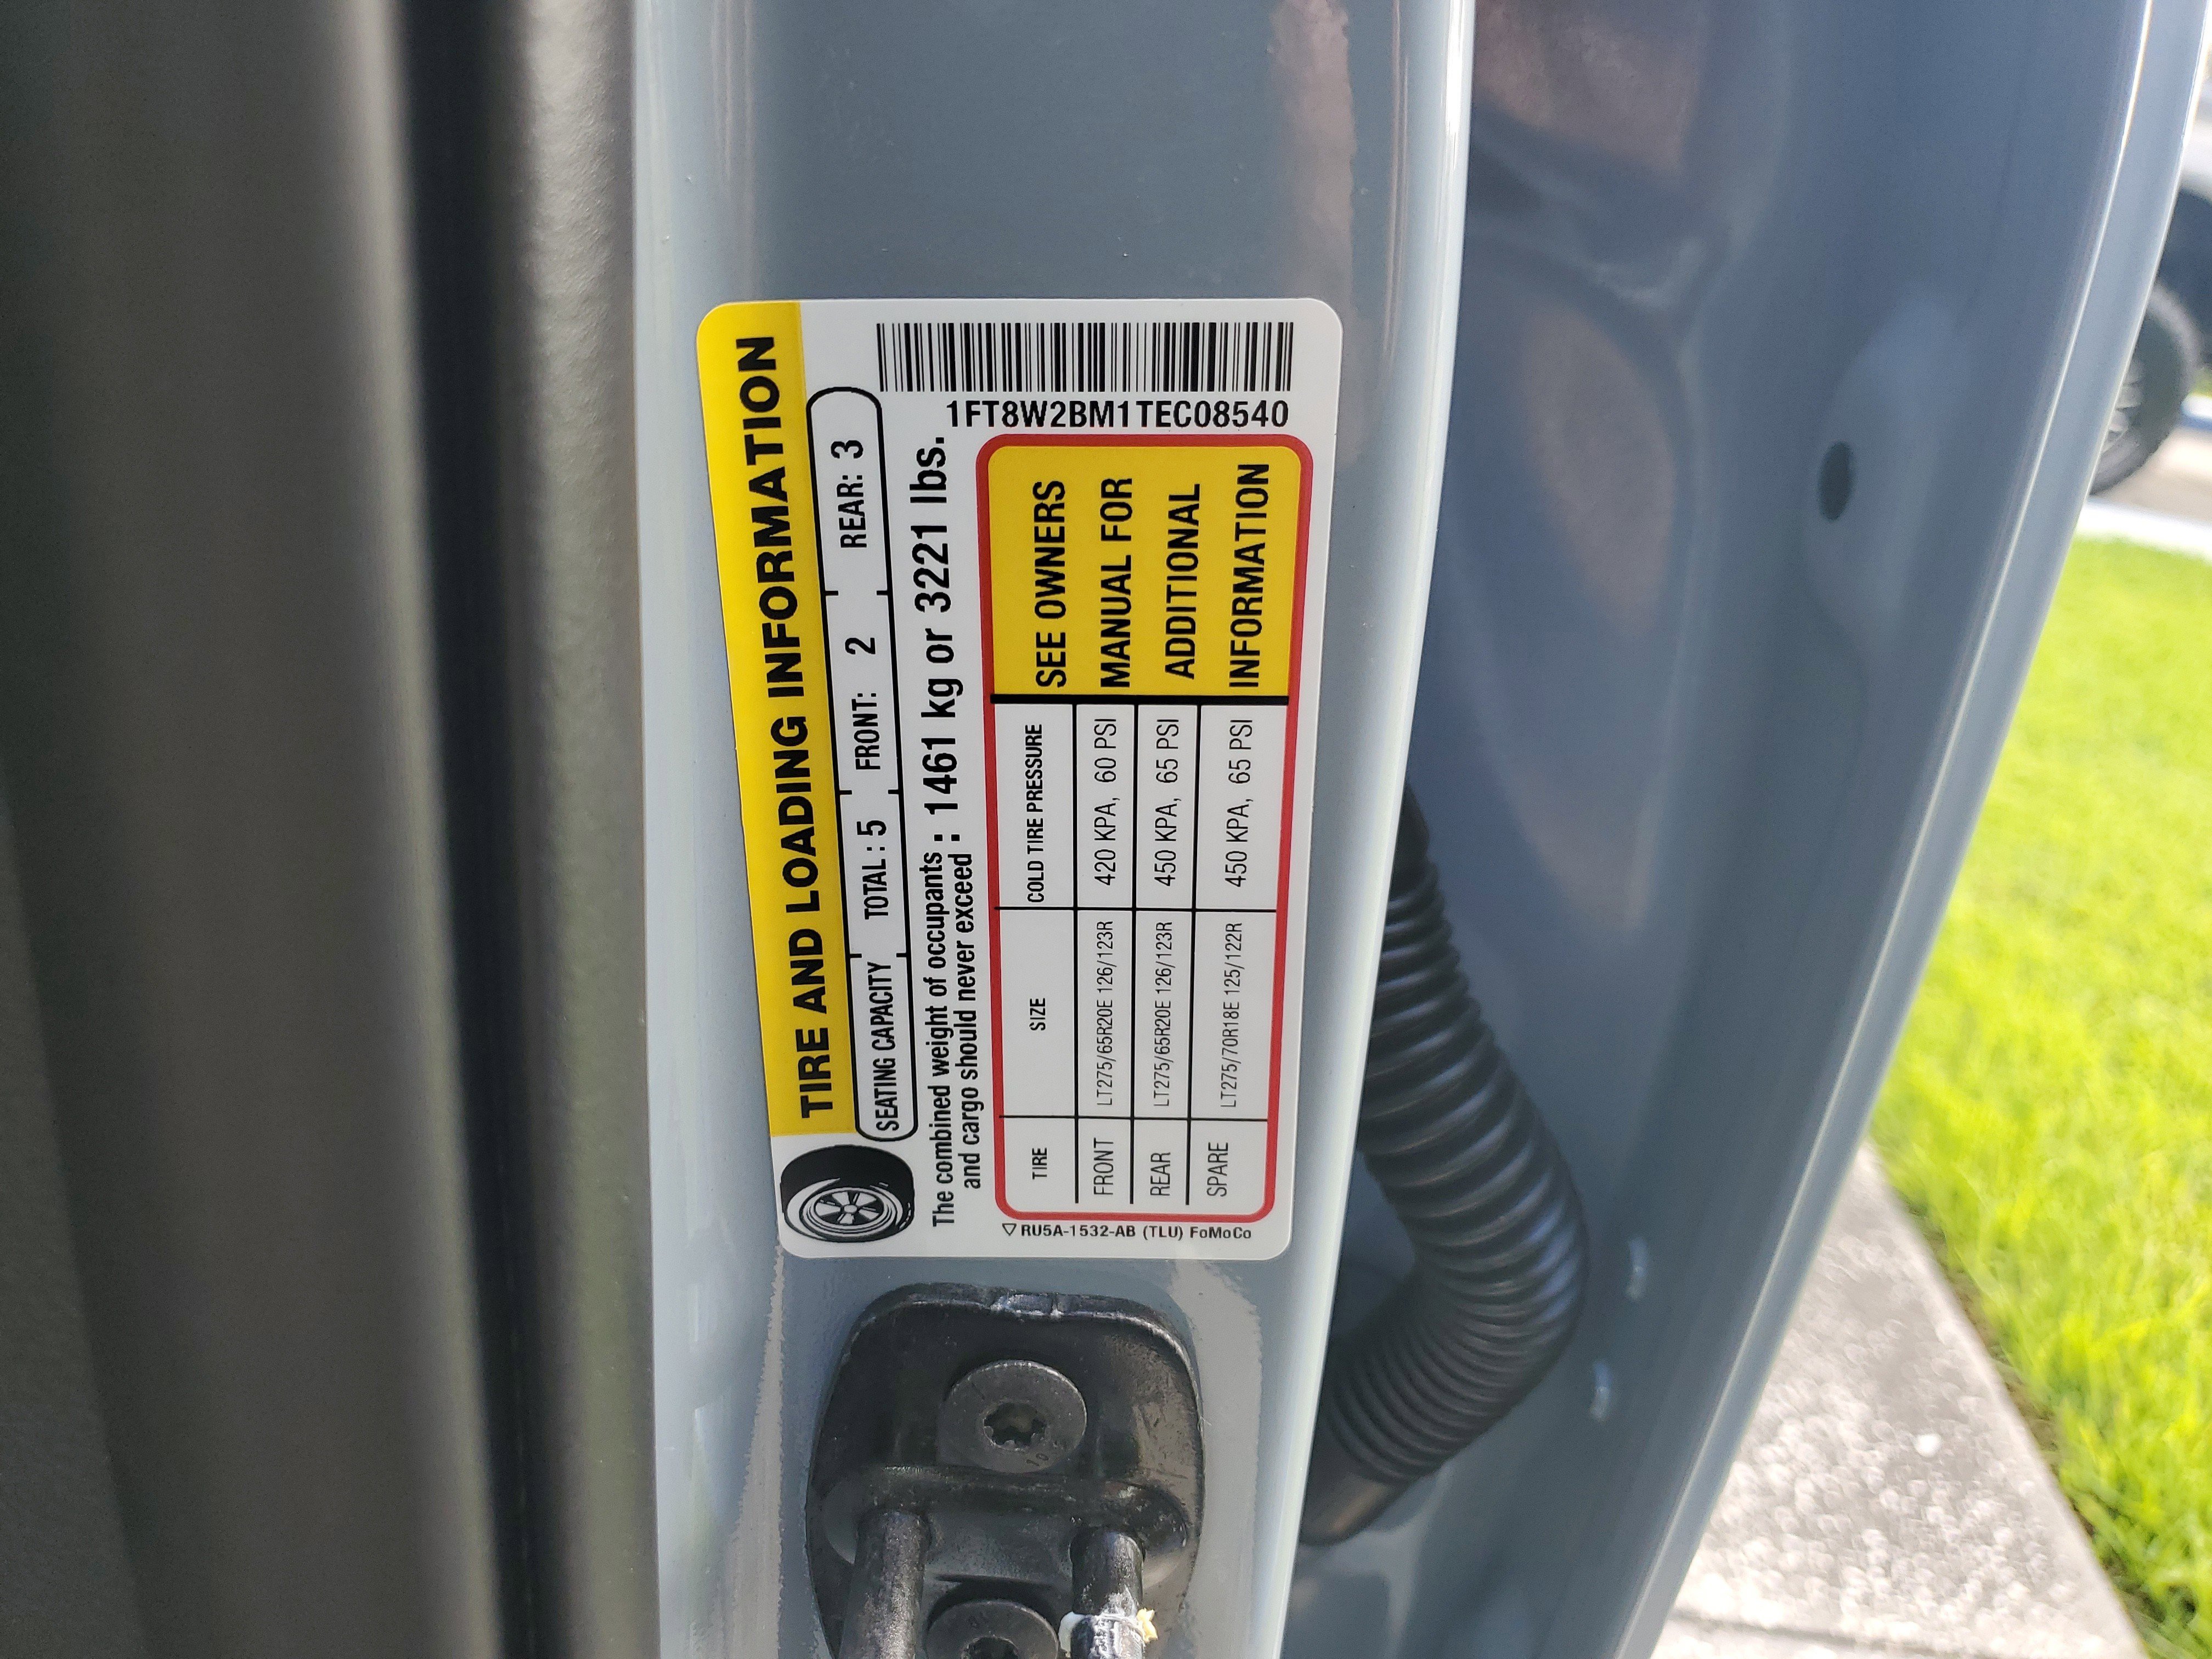 TIRE AND LOADING INFORMATION
SEATING CAPACITY TOTAL : 5 FRONT: 2 REAR: 3
The combined weight of occupants : 1461 kg or 3221 lbs.
and cargo should never exceed :
1FT8W2BM1TEC08540
TIRE SIZE COLD TIRE PRESSURE
FRONT LT275/65R20E 126/123R 420 KPA, 60 PSI
REAR LT275/65R20E 126/123R 450 KPA, 65 PSI
SPARE LT275/70R18E 125/122R 450 KPA, 65 PSI
SEE OWNERS
MANUAL FOR
ADDITIONAL
INFORMATION
▽ RU5A-1532-AB (TLU) FoMoCo